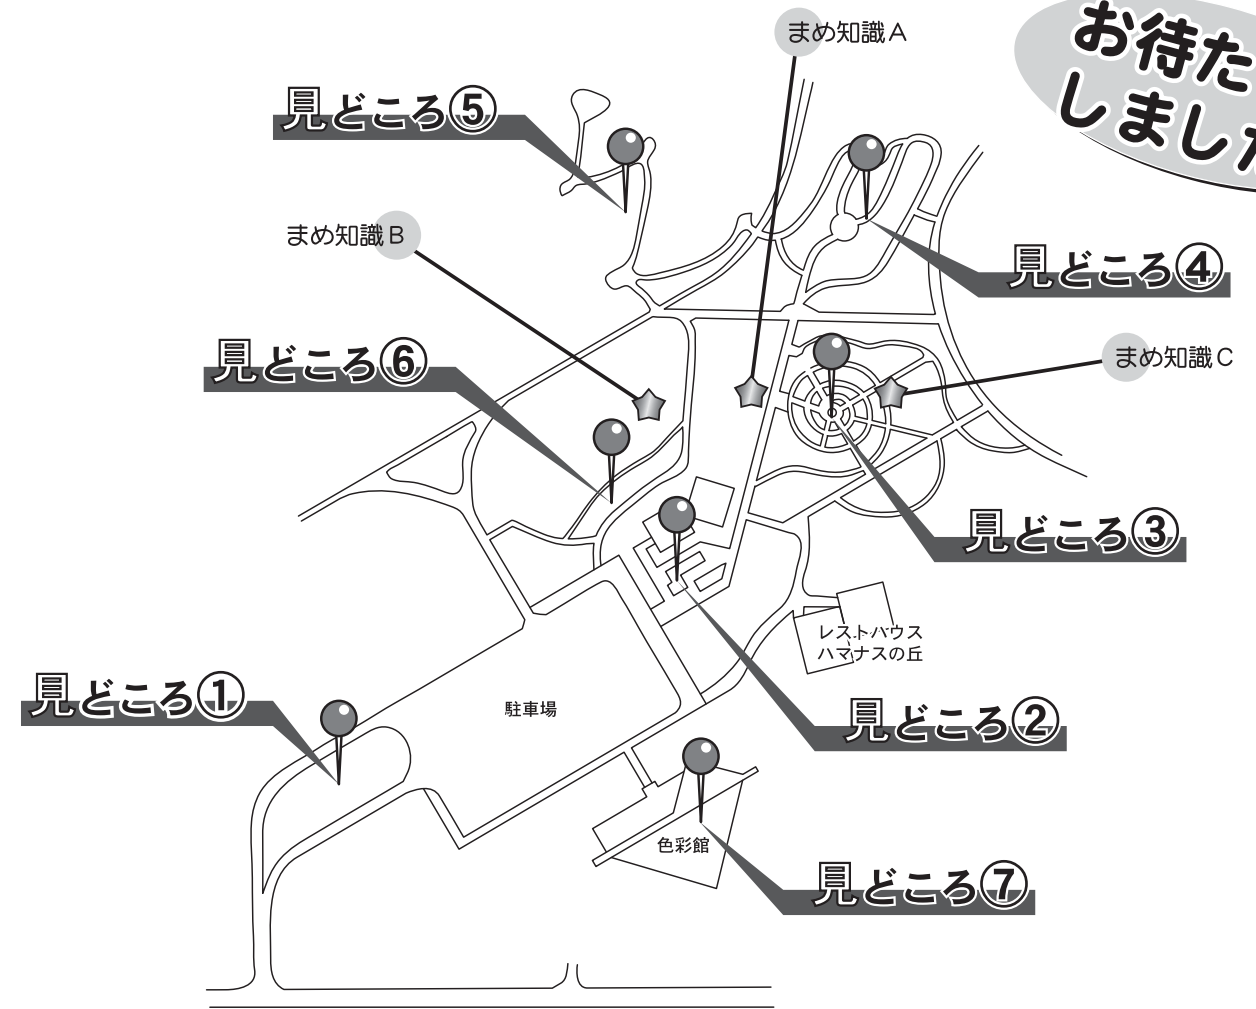 まめ知識A
お待た
しました
見どころ⑤
まめ知識B
見どころ④
見どころ⑥
まめ知識C
見どころ③
レストハウス
ハマナスの丘
見どころ①
駐車場
見どころ②
色彩館
見どころ⑦